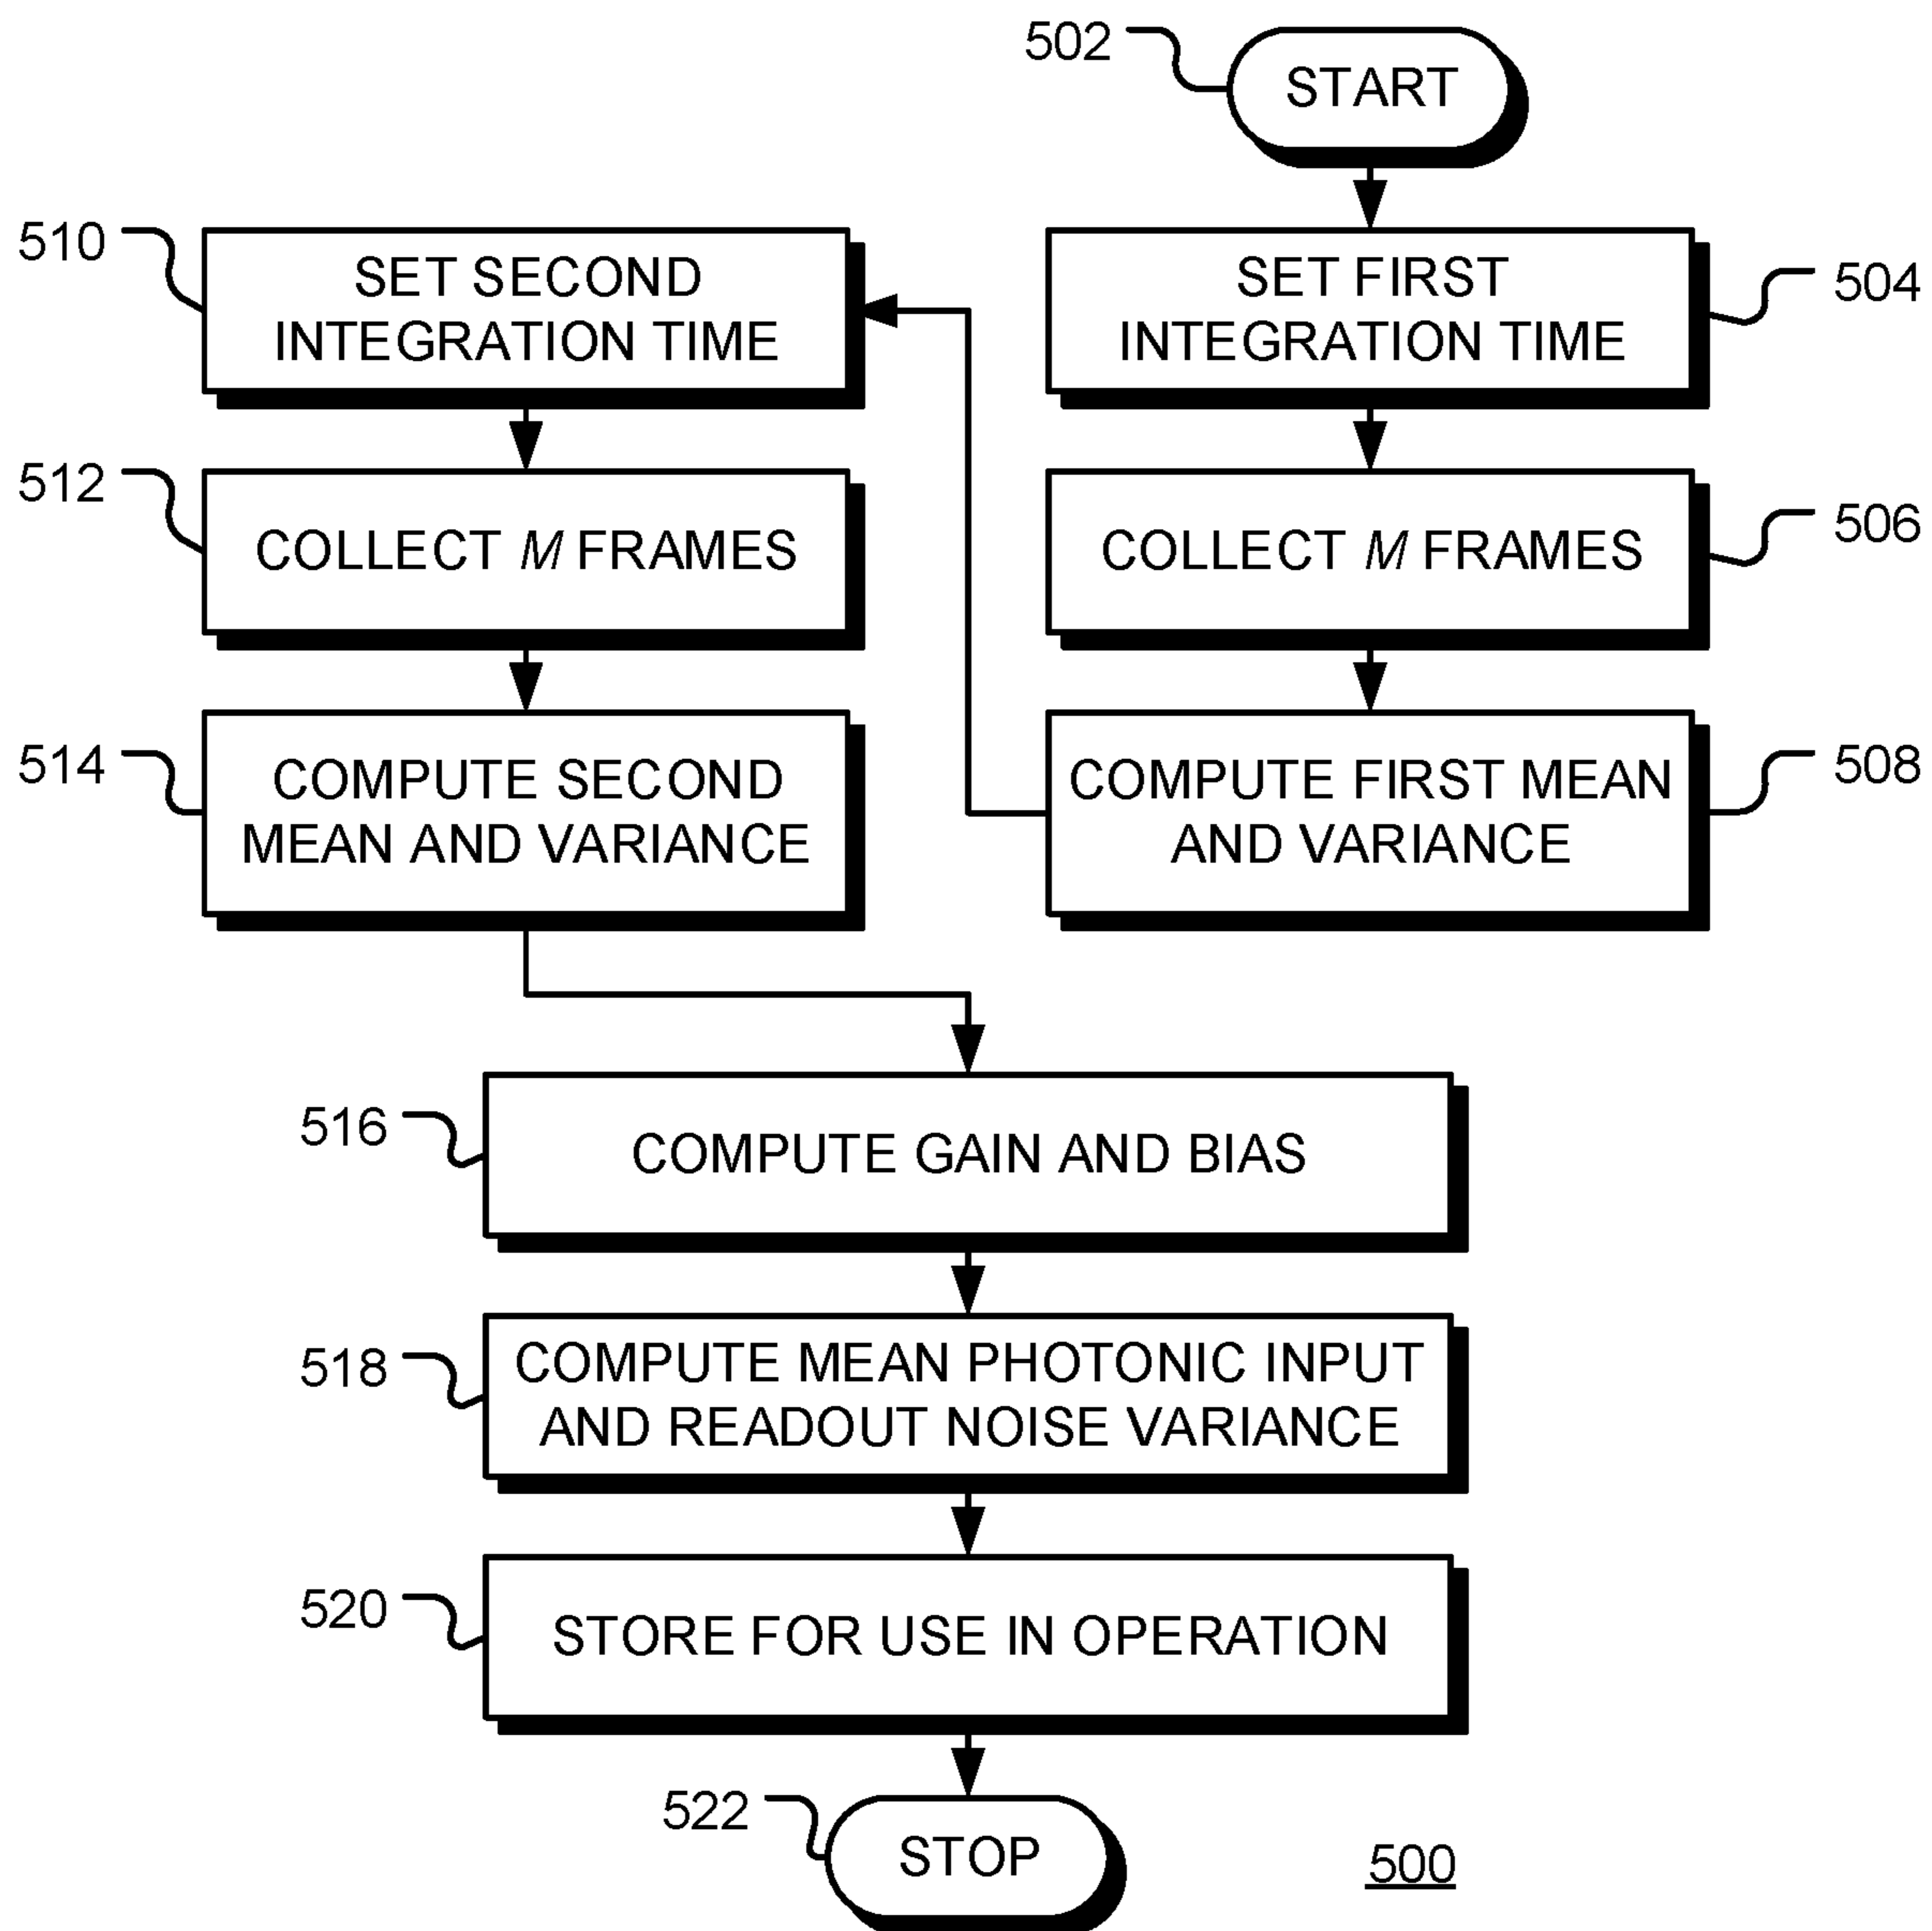 502
START
504
SET FIRST
INTEGRATION TIME
506
COLLECT M FRAMES
508
COMPUTE FIRST MEAN
AND VARIANCE
510
SET SECOND
INTEGRATION TIME
512
COLLECT M FRAMES
514
COMPUTE SECOND
MEAN AND VARIANCE
516
COMPUTE GAIN AND BIAS
518
COMPUTE MEAN PHOTONIC INPUT
AND READOUT NOISE VARIANCE
520
STORE FOR USE IN OPERATION
522
STOP
500